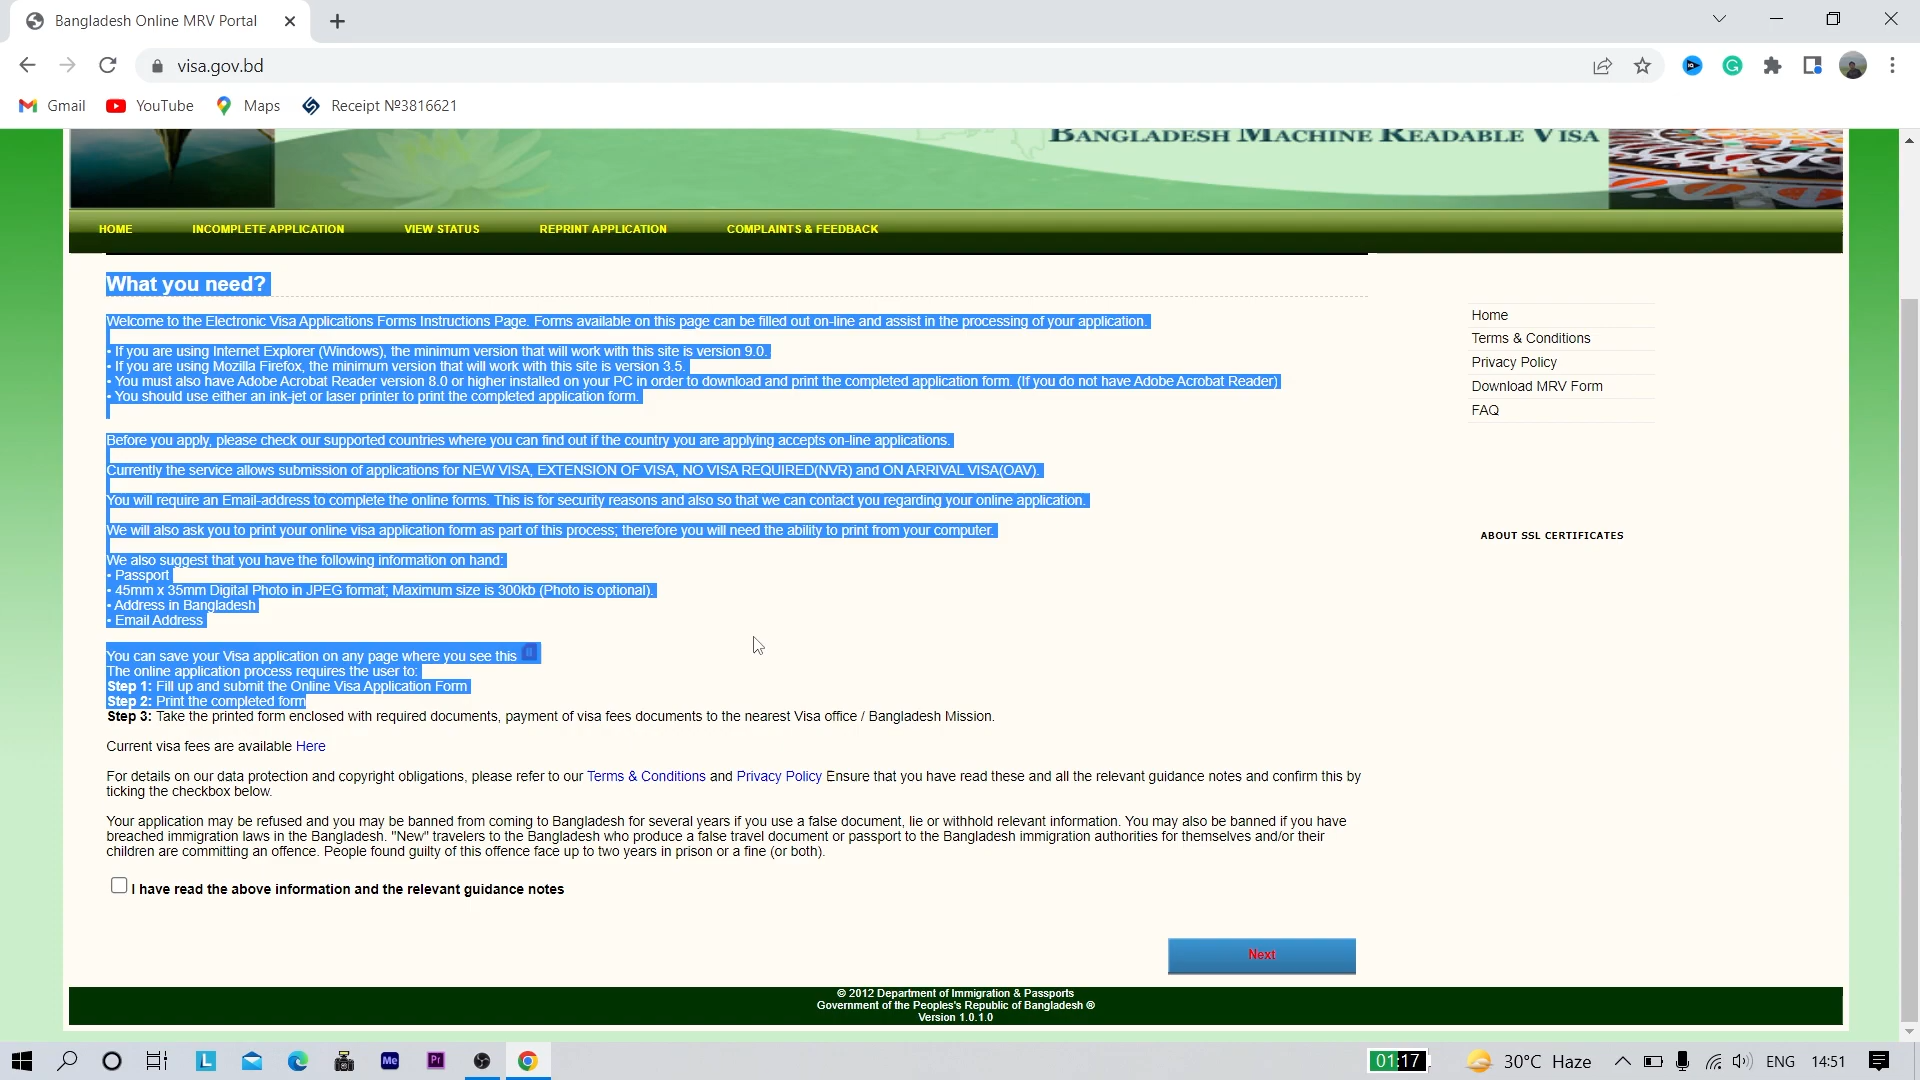 Bangladesh Online MRV Portal
visa.gov.bd
Gmail
YouTube
Maps
Receipt №3816621
BANGLADESH MACHINE READABLE VISA
HOME
INCOMPLETE APPLICATION
VIEW STATUS
REPRINT APPLICATION
COMPLAINTS & FEEDBACK
What you need?
Welcome to the Electronic Visa Applications Forms Instructions Page. Forms available on this page can be filled out on-line and assist in the processing of your application.
• If you are using Internet Explorer (Windows), the minimum version that will work with this site is version 9.0.
• If you are using Mozilla Firefox, the minimum version that will work with this site is version 3.5.
• You must also have Adobe Acrobat Reader version 8.0 or higher installed on your PC in order to download and print the completed application form. (If you do not have Adobe Acrobat Reader)
• You should use either an ink-jet or laser printer to print the completed application form.
Before you apply, please check our supported countries where you can find out if the country you are applying accepts on-line applications.
Currently the service allows submission of applications for NEW VISA, EXTENSION OF VISA, NO VISA REQUIRED(NVR) and ON ARRIVAL VISA(OAV).
You will require an Email-address to complete the online forms. This is for security reasons and also so that we can contact you regarding your online application.
We will also ask you to print your online visa application form as part of this process; therefore you will need the ability to print from your computer.
We also suggest that you have the following information on hand:
• Passport
• 45mm x 35mm Digital Photo in JPEG format; Maximum size is 300kb (Photo is optional).
• Address in Bangladesh
• Email Address
You can save your Visa application on any page where you see this
The online application process requires the user to:
Step 1: Fill up and submit the Online Visa Application Form
Step 2: Print the completed form
Step 3: Take the printed form enclosed with required documents, payment of visa fees documents to the nearest Visa office / Bangladesh Mission.
Current visa fees are available Here
For details on our data protection and copyright obligations, please refer to our Terms & Conditions and Privacy Policy Ensure that you have read these and all the relevant guidance notes and confirm this by
ticking the checkbox below.
Your application may be refused and you may be banned from coming to Bangladesh for several years if you use a false document, lie or withhold relevant information. You may also be banned if you have
breached immigration laws in the Bangladesh. "New" travelers to the Bangladesh who produce a false travel document or passport to the Bangladesh immigration authorities for themselves and/or their
children are committing an offence. People found guilty of this offence face up to two years in prison or a fine (or both).
I have read the above information and the relevant guidance notes
Next
Home
Terms & Conditions
Privacy Policy
Download MRV Form
FAQ
ABOUT SSL CERTIFICATES
© 2012 Department of Immigration & Passports
Government of the Peoples's Republic of Bangladesh ®
Version 1.0.1.0
L
Me
Pr
01:17
30°C Haze
ENG
14:51